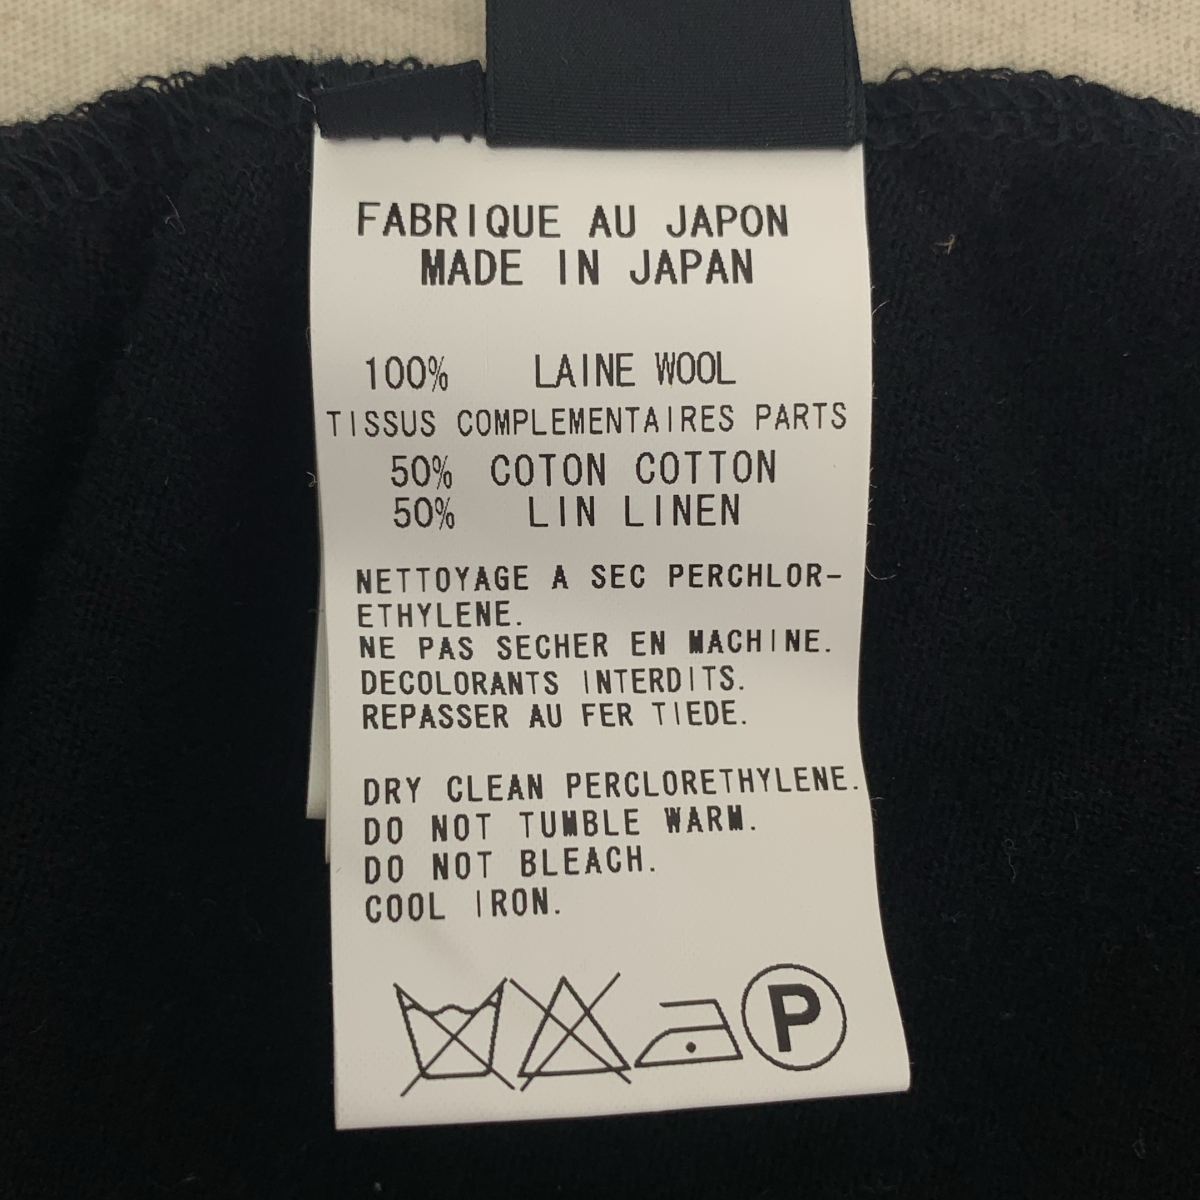 FABRIQUE AU JAPON
MADE IN JAPAN
100% LAINE WOOL
TISSUS COMPLEMENTAIRES PARTS
50% COTON COTTON
50% LIN LINEN
NETTOYAGE A SEC PERCHLOR-
ETHYLENE.
NE PAS SECHER EN MACHINE.
DECOLORANTS INTERDITS.
REPASSER AU FER TIEDE.
DRY CLEAN PERCLORETHYLENE.
DO NOT TUMBLE WARM.
DO NOT BLEACH.
COOL IRON.
P